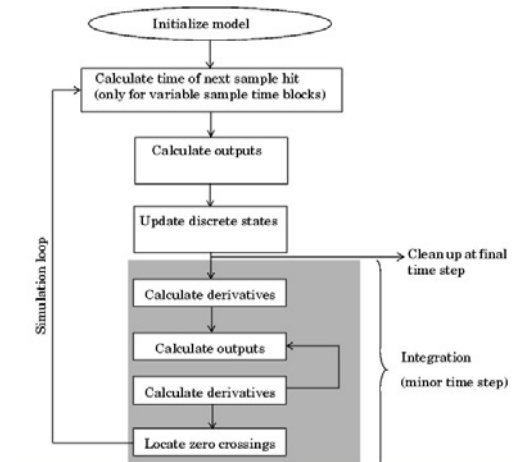 Initialize model
Calculate time of next sample hit
(only for variable sample time blocks)
Calculate outputs
Update discrete states
Clean up at final
time step
Simulation loop
Calculate derivatives
Calculate outputs
Calculate derivatives
Locate zero crossings
Integration
(minor time step)